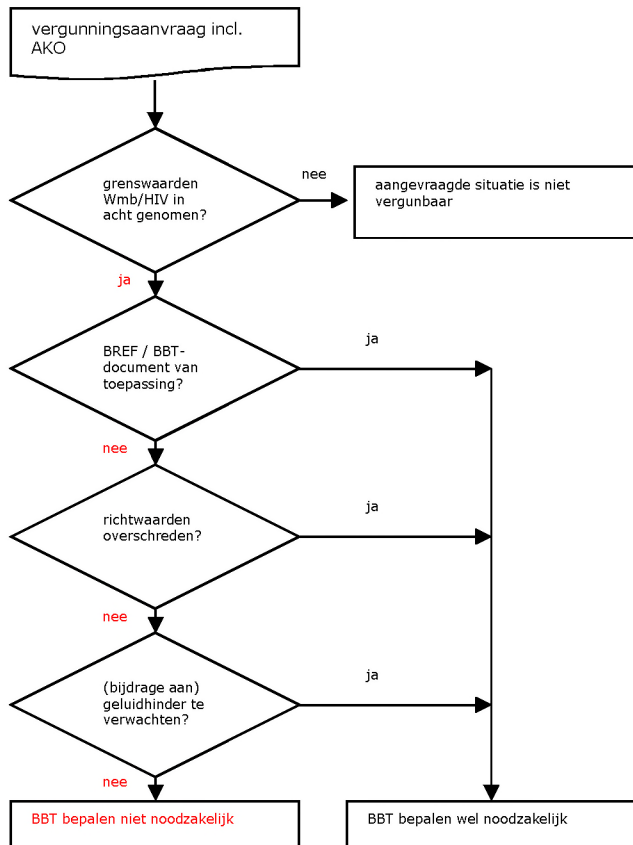 vergunningsaanvraag incl.
AKO
grenswaarden
Wmb/HIV in
acht genomen?
nee
aangevraagde situatie is niet
vergunbaar
ja
BREF / BBT-
document van
toepassing?
ja
nee
richtwaarden
overschreden?
ja
nee
(bijdrage aan)
geluidhinder te
verwachten?
ja
nee
BBT bepalen niet noodzakelijk
BBT bepalen wel noodzakelijk